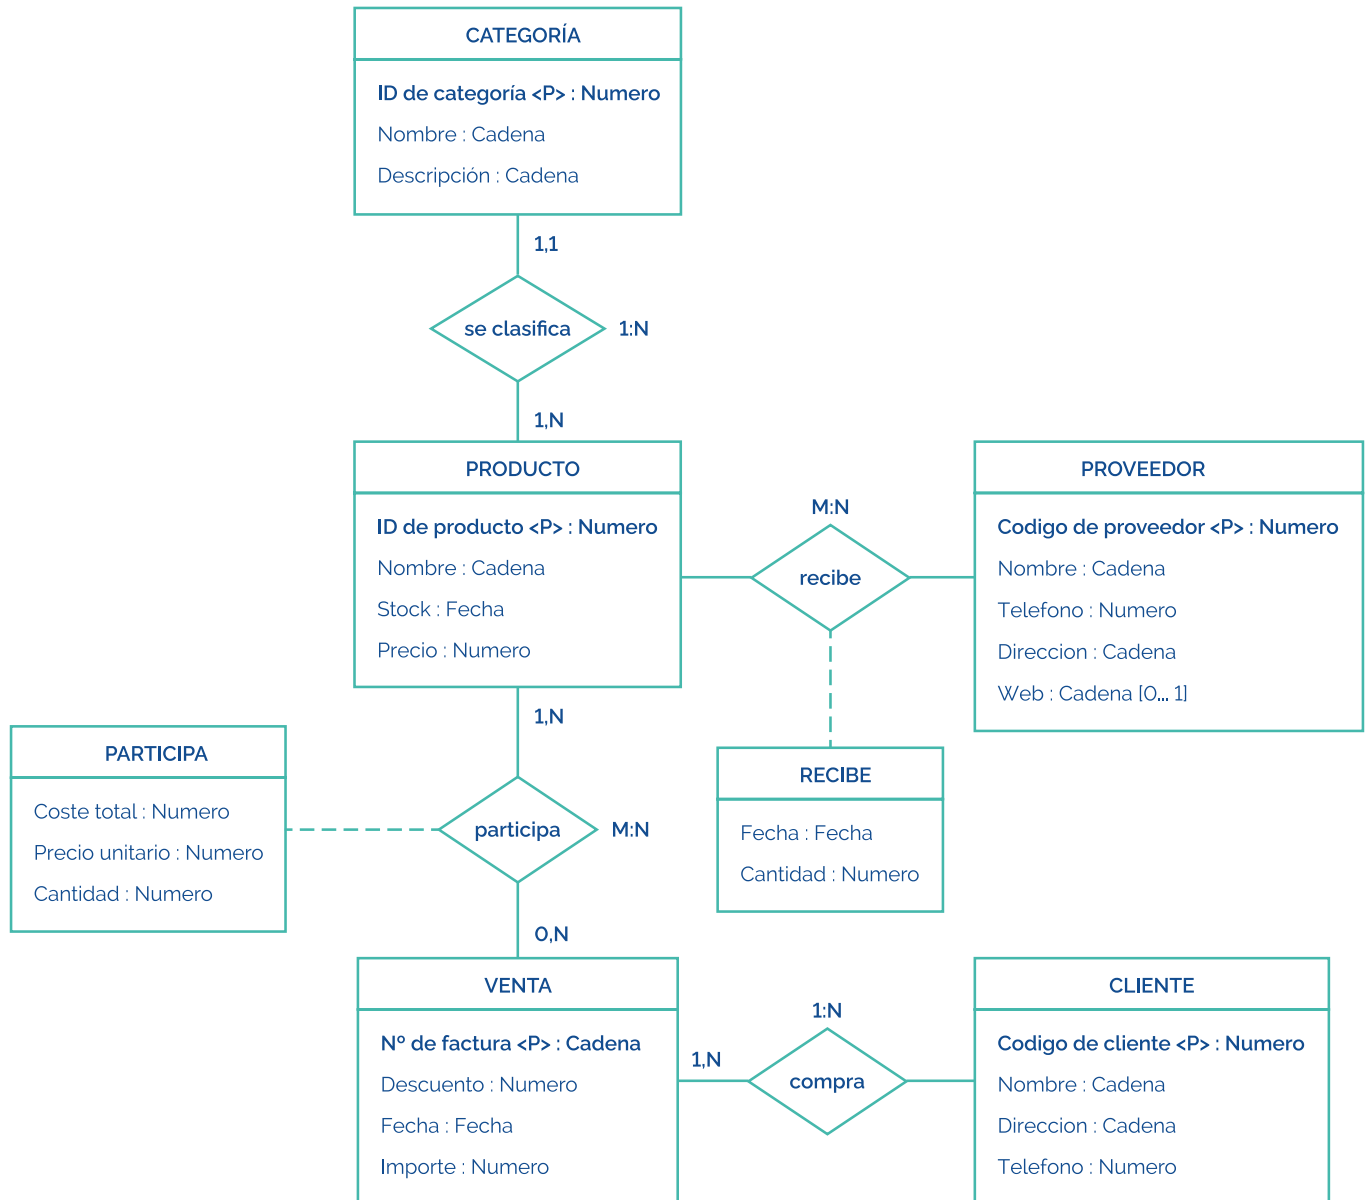 CATEGORÍA
ID de categoría <P> : Numero
Nombre : Cadena
Descripción : Cadena
1,1
se clasifica
1:N
1,N
PRODUCTO
ID de producto <P> : Numero
Nombre : Cadena
Stock : Fecha
Precio : Numero
M:N
recibe
PROVEEDOR
Codigo de proveedor <P> : Numero
Nombre : Cadena
Telefono : Numero
Direccion : Cadena
Web : Cadena [0... 1]
RECIBE
Fecha : Fecha
Cantidad : Numero
1,N
PARTICIPA
Coste total : Numero
Precio unitario : Numero
Cantidad : Numero
participa
M:N
0,N
VENTA
Nº de factura <P> : Cadena
Descuento : Numero
Fecha : Fecha
Importe : Numero
1,N
1:N
compra
CLIENTE
Codigo de cliente <P> : Numero
Nombre : Cadena
Direccion : Cadena
Telefono : Numero